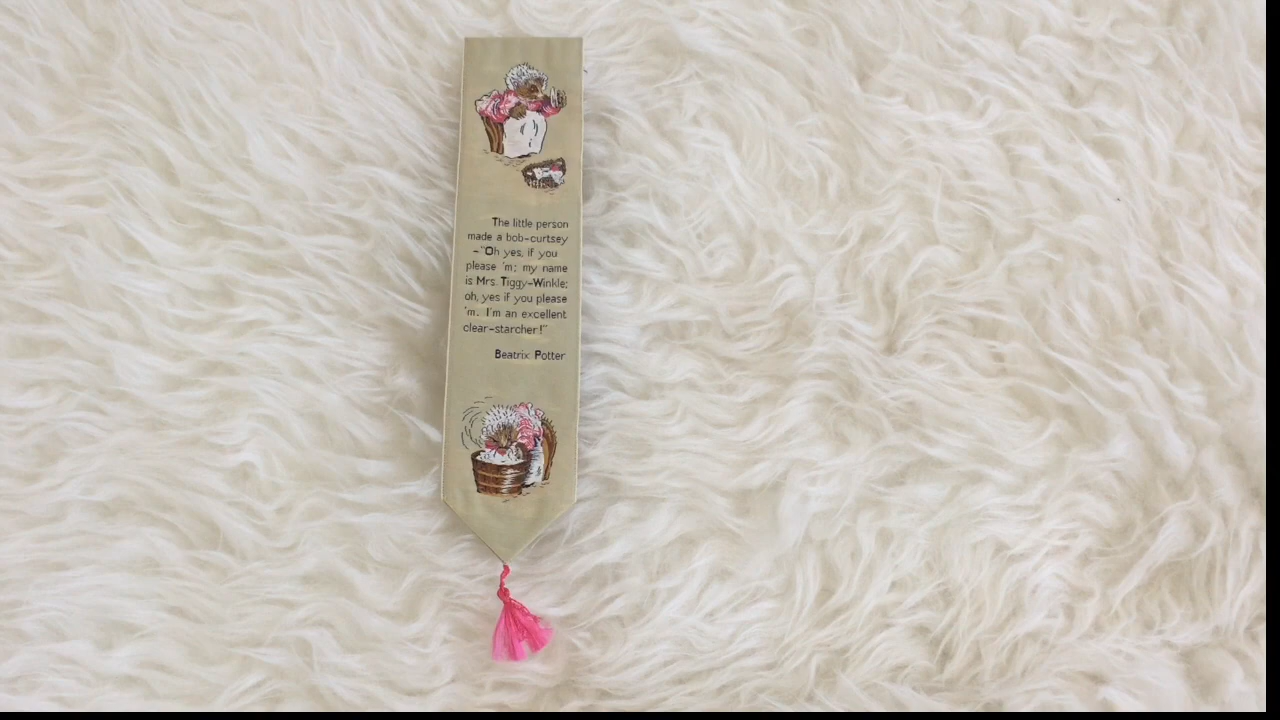 The little person
made a bob-curtsey
-"Oh yes, if you
please 'm; my name
is Mrs. Tiggy-Winkle;
oh, yes if you please
'm. I'm an excellent
clear-starcher!"
Beatrix Potter